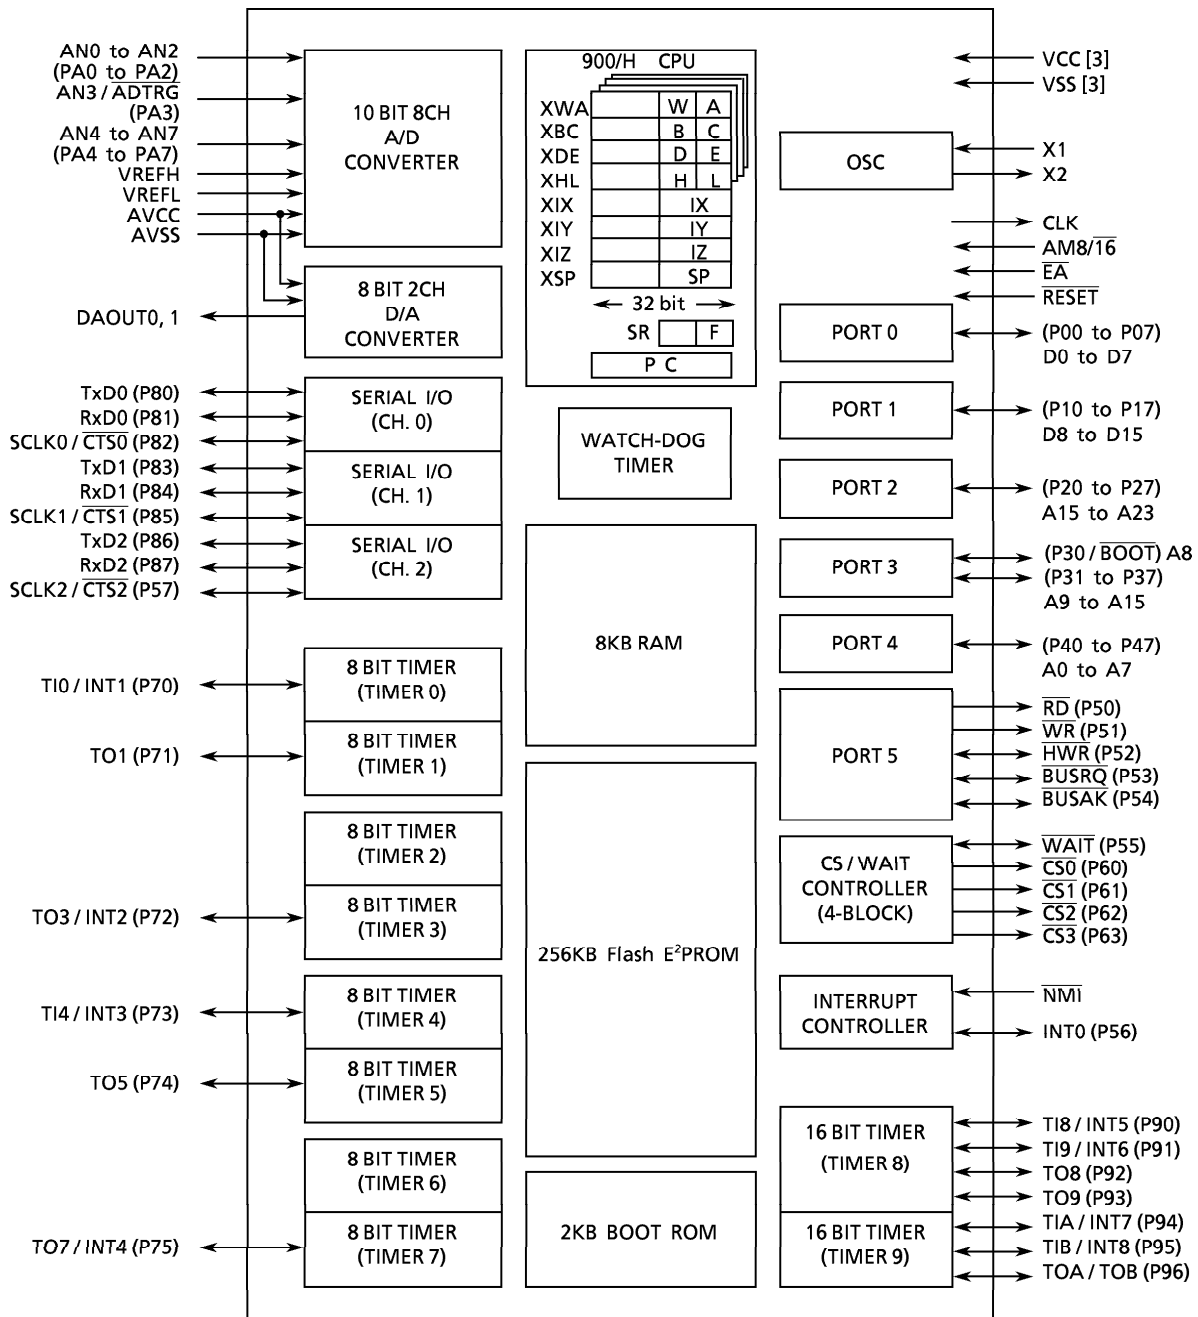 AN0 to AN2
(PA0 to PA2)
AN3 / ADTRG
(PA3)
AN4 to AN7
(PA4 to PA7)
VREFH
VREFL
AVCC
AVSS
10 BIT 8CH
A/D
CONVERTER
DAOUT0, 1
8 BIT 2CH
D/A
CONVERTER
TxD0 (P80)
RxD0 (P81)
SCLK0 / CTS0 (P82)
SERIAL I/O
(CH. 0)
TxD1 (P83)
RxD1 (P84)
SCLK1 / CTS1 (P85)
SERIAL I/O
(CH. 1)
TxD2 (P86)
RxD2 (P87)
SCLK2 / CTS2 (P57)
SERIAL I/O
(CH. 2)
TI0 / INT1 (P70)
8 BIT TIMER
(TIMER 0)
TO1 (P71)
8 BIT TIMER
(TIMER 1)
8 BIT TIMER
(TIMER 2)
TO3 / INT2 (P72)
8 BIT TIMER
(TIMER 3)
TI4 / INT3 (P73)
8 BIT TIMER
(TIMER 4)
TO5 (P74)
8 BIT TIMER
(TIMER 5)
8 BIT TIMER
(TIMER 6)
TO7 / INT4 (P75)
8 BIT TIMER
(TIMER 7)
900/H CPU
XWA W A
XBC B C
XDE D E
XHL H L
XIX IX
XIY IY
XIZ IZ
XSP SP
32 bit
SR F
P C
WATCH-DOG
TIMER
8KB RAM
256KB Flash E²PROM
2KB BOOT ROM
VCC [3]
VSS [3]
OSC
X1
X2
CLK
AM8/16
EA
RESET
PORT 0
(P00 to P07)
D0 to D7
PORT 1
(P10 to P17)
D8 to D15
PORT 2
(P20 to P27)
A15 to A23
PORT 3
(P30 / BOOT) A8
(P31 to P37)
A9 to A15
PORT 4
(P40 to P47)
A0 to A7
PORT 5
RD (P50)
WR (P51)
HWR (P52)
BUSRQ (P53)
BUSAK (P54)
CS / WAIT
CONTROLLER
(4-BLOCK)
WAIT (P55)
CS0 (P60)
CS1 (P61)
CS2 (P62)
CS3 (P63)
INTERRUPT
CONTROLLER
NMI
INT0 (P56)
16 BIT TIMER
(TIMER 8)
TI8 / INT5 (P90)
TI9 / INT6 (P91)
TO8 (P92)
TO9 (P93)
16 BIT TIMER
(TIMER 9)
TIA / INT7 (P94)
TIB / INT8 (P95)
TOA / TOB (P96)